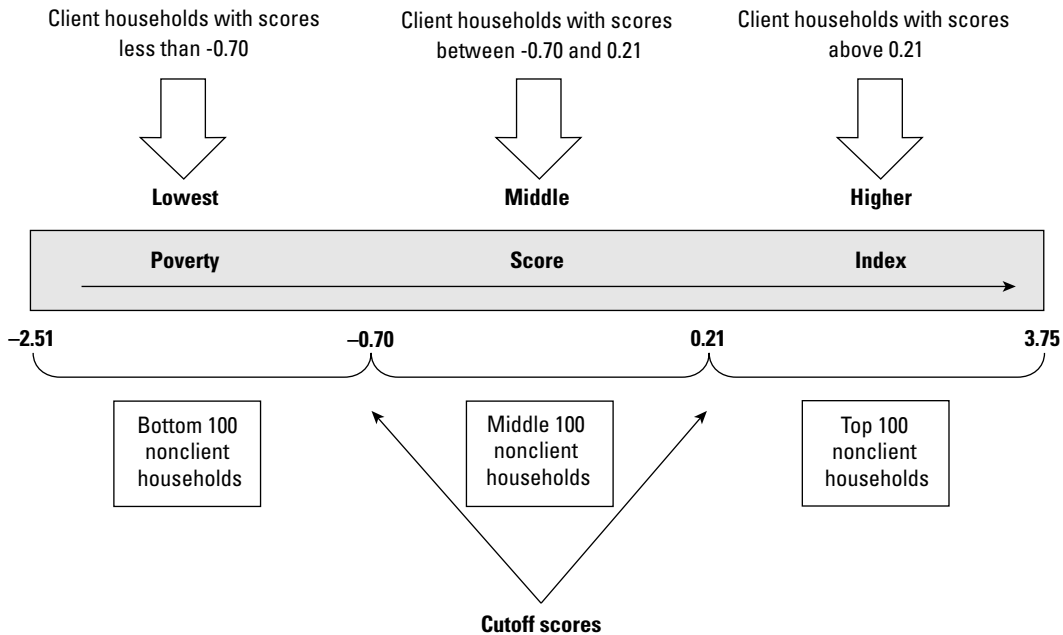 Client households with scores
less than -0.70
Client households with scores
between -0.70 and 0.21
Client households with scores
above 0.21
Lowest
Middle
Higher
Poverty
Score
Index
–2.51
–0.70
0.21
3.75
Bottom 100
nonclient
households
Middle 100
nonclient
households
Top 100
nonclient
households
Cutoff scores